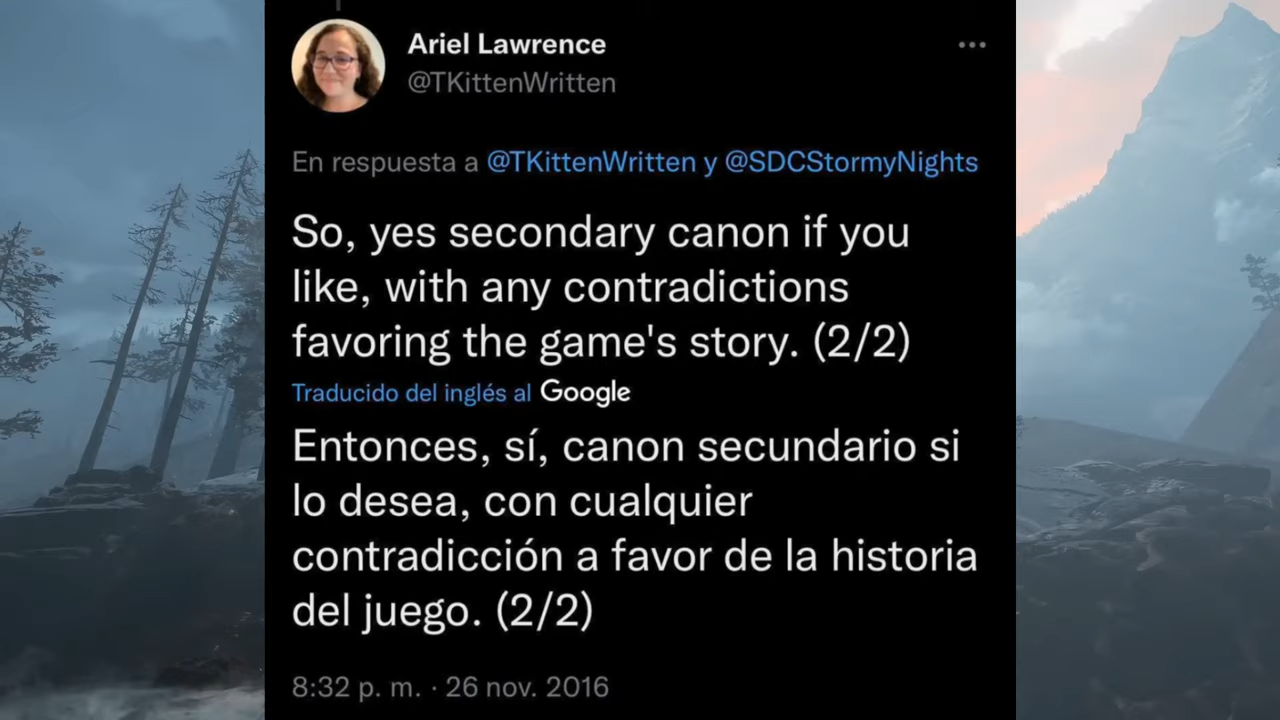 Ariel Lawrence
@TKittenWritten
En respuesta a @TKittenWritten y @SDCStormyNights
So, yes secondary canon if you
like, with any contradictions
favoring the game's story. (2/2)
Traducido del inglés al Google
Entonces, sí, canon secundario si
lo desea, con cualquier
contradicción a favor de la historia
del juego. (2/2)
8:32 p. m. · 26 nov. 2016